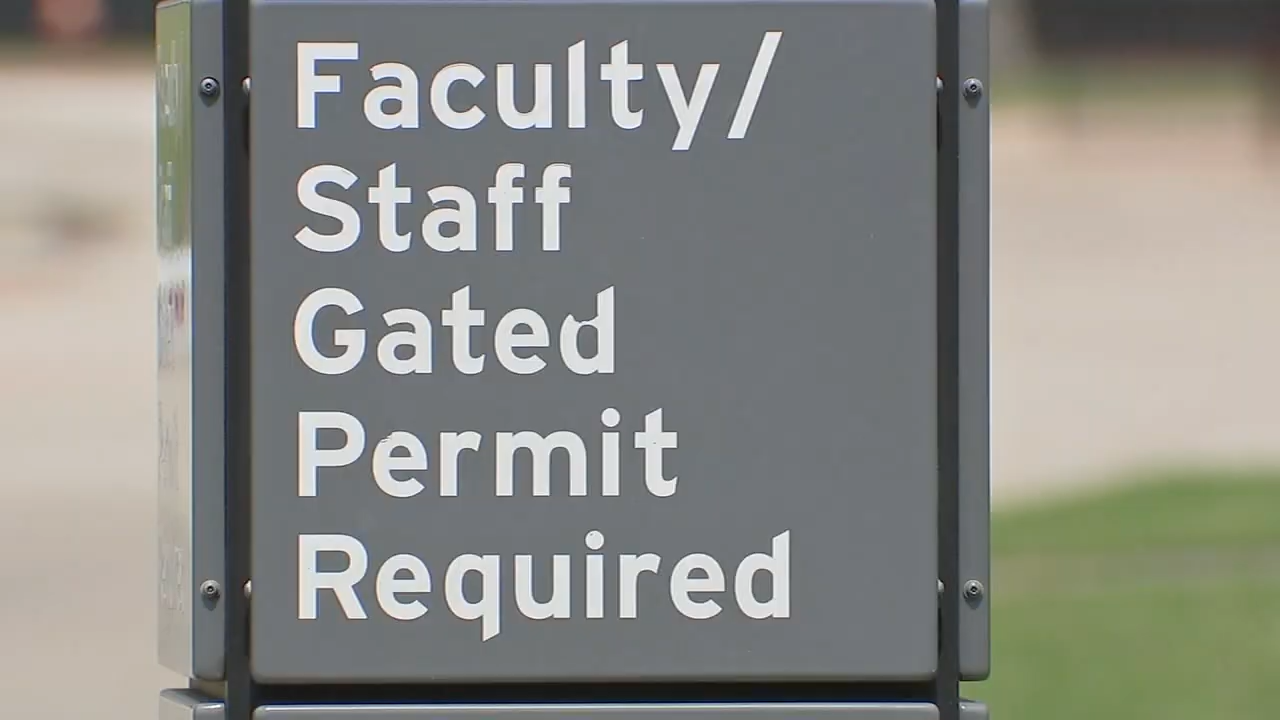 Faculty/
Staff
Gated
Permit
Required